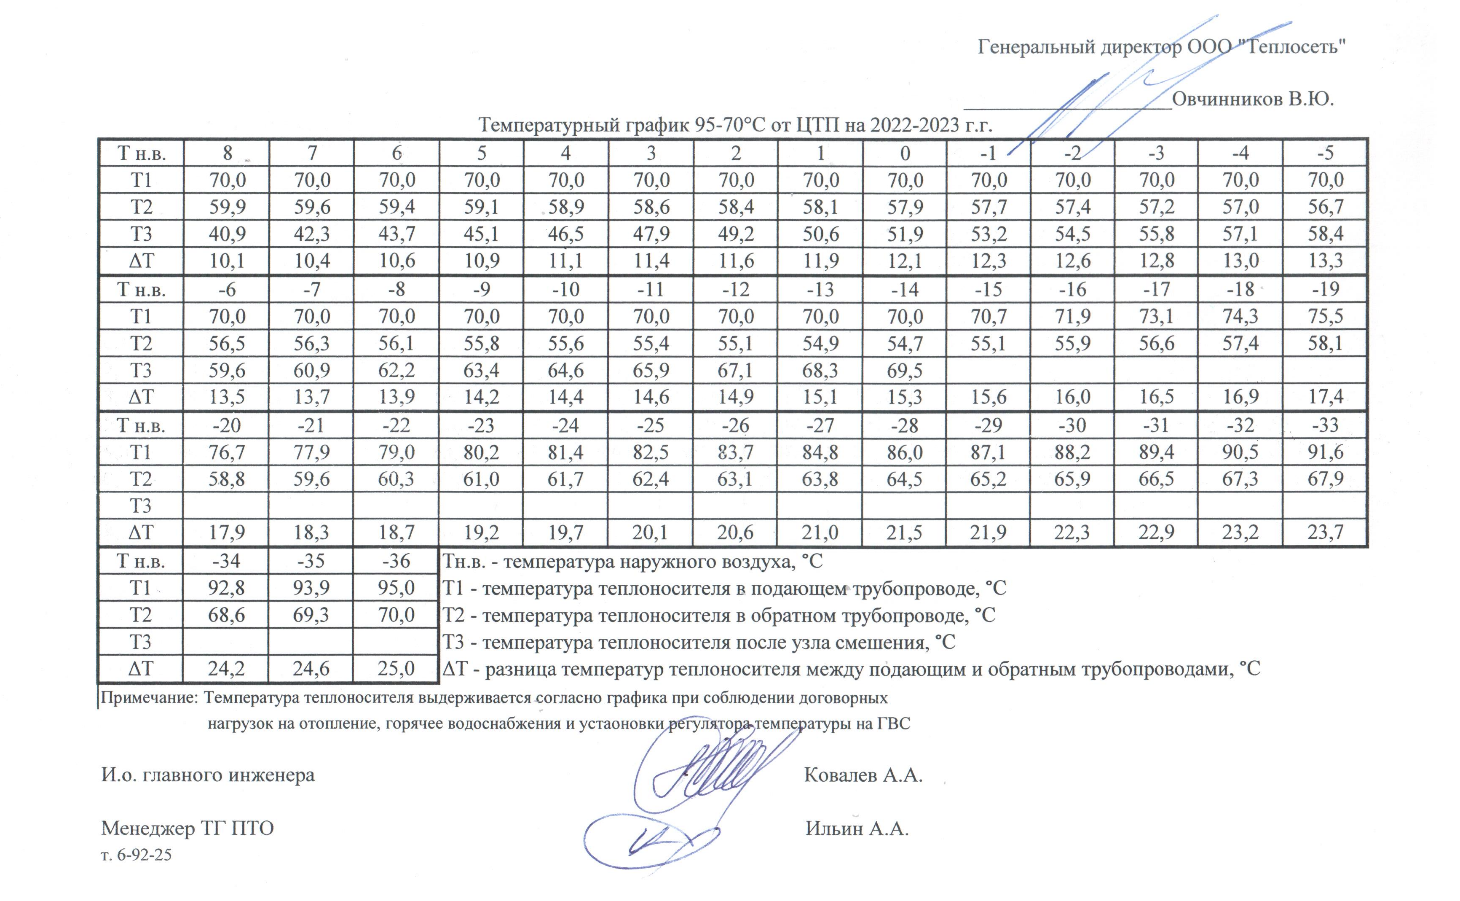 Генеральный директор ООО "Теплосеть"
Овчинников В.Ю.
Температурный график 95-70°С от ЦТП на 2022-2023 г.г.
Т н.в. 8 7 6 5 4 3 2 1 0 -1 -2 -3 -4 -5
Т1 70,0 70,0 70,0 70,0 70,0 70,0 70,0 70,0 70,0 70,0 70,0 70,0 70,0 70,0
Т2 59,9 59,6 59,4 59,1 58,9 58,6 58,4 58,1 57,9 57,7 57,4 57,2 57,0 56,7
Т3 40,9 42,3 43,7 45,1 46,5 47,9 49,2 50,6 51,9 53,2 54,5 55,8 57,1 58,4
ΔТ 10,1 10,4 10,6 10,9 11,1 11,4 11,6 11,9 12,1 12,3 12,6 12,8 13,0 13,3
Т н.в. -6 -7 -8 -9 -10 -11 -12 -13 -14 -15 -16 -17 -18 -19
Т1 70,0 70,0 70,0 70,0 70,0 70,0 70,0 70,0 70,0 70,7 71,9 73,1 74,3 75,5
Т2 56,5 56,3 56,1 55,8 55,6 55,4 55,1 54,9 54,7 55,1 55,9 56,6 57,4 58,1
Т3 59,6 60,9 62,2 63,4 64,6 65,9 67,1 68,3 69,5
ΔТ 13,5 13,7 13,9 14,2 14,4 14,6 14,9 15,1 15,3 15,6 16,0 16,5 16,9 17,4
Т н.в. -20 -21 -22 -23 -24 -25 -26 -27 -28 -29 -30 -31 -32 -33
Т1 76,7 77,9 79,0 80,2 81,4 82,5 83,7 84,8 86,0 87,1 88,2 89,4 90,5 91,6
Т2 58,8 59,6 60,3 61,0 61,7 62,4 63,1 63,8 64,5 65,2 65,9 66,5 67,3 67,9
Т3
ΔТ 17,9 18,3 18,7 19,2 19,7 20,1 20,6 21,0 21,5 21,9 22,3 22,9 23,2 23,7
Т н.в. -34 -35 -36 Тн.в. - температура наружного воздуха, °С
Т1 92,8 93,9 95,0 Т1 - температура теплоносителя в подающем трубопроводе, °С
Т2 68,6 69,3 70,0 Т2 - температура теплоносителя в обратном трубопроводе, °С
Т3 Т3 - температура теплоносителя после узла смешения, °С
ΔТ 24,2 24,6 25,0 ΔТ - разница температур теплоносителя между подающим и обратным трубопроводами, °С
Примечание: Температура теплоносителя выдерживается согласно графика при соблюдении договорных
нагрузок на отопление, горячее водоснабжения и устаоновки регулятора температуры на ГВС
И.о. главного инженера Ковалев А.А.
Менеджер ТГ ПТО Ильин А.А.
т. 6-92-25